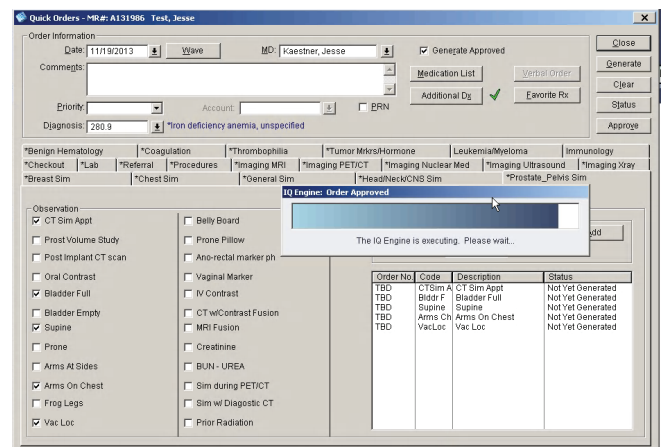 Quick Orders - MR#: A131986 Test, Jesse
Order Information
Date: 11/19/2013 Wave MD: Kaestner, Jesse Generate Approved Close
Comments: Generate
Medication List Verbal Order
Clear
Additional Dx Favorite Rx
Priority: Account: PRN Status
Diagnosis: 280.9 *Iron deficiency anemia, unspecified Approve
*Benign Hematology *Coagulation *Thrombophilia *Tumor Mrkrs/Hormone Leukemia/Myeloma Immunology
*Checkout *Lab *Referral *Procedures *Imaging MRI *Imaging PET/CT *Imaging Nuclear Med *Imaging Ultrasound *Imaging Xray
*Breast Sim *Chest Sim *General Sim *Head/Neck/CNS Sim *Prostate_Pelvis Sim
IQ Engine: Order Approved
The IQ Engine is executing. Please wait...
Observation
CT Sim Appt Belly Board
Prost Volume Study Prone Pillow
Post Implant CT scan Ano-rectal marker ph
Oral Contrast Vaginal Marker
Bladder Full IV Contrast
Bladder Empty CT w/Contrast Fusion
Supine MRI Fusion
Prone Creatinine
Arms At Sides BUN - UREA
Arms On Chest Sim during PET/CT
Frog Legs Sim w/ Diagostic CT
Vac Loc Prior Radiation
Order No. Code Description Status
TBD CTSim A CT Sim Appt Not Yet Generated
TBD Blddr F Bladder Full Not Yet Generated
TBD Supine Supine Not Yet Generated
TBD Arms Ch Arms On Chest Not Yet Generated
TBD VacLoc Vac Loc Not Yet Generated